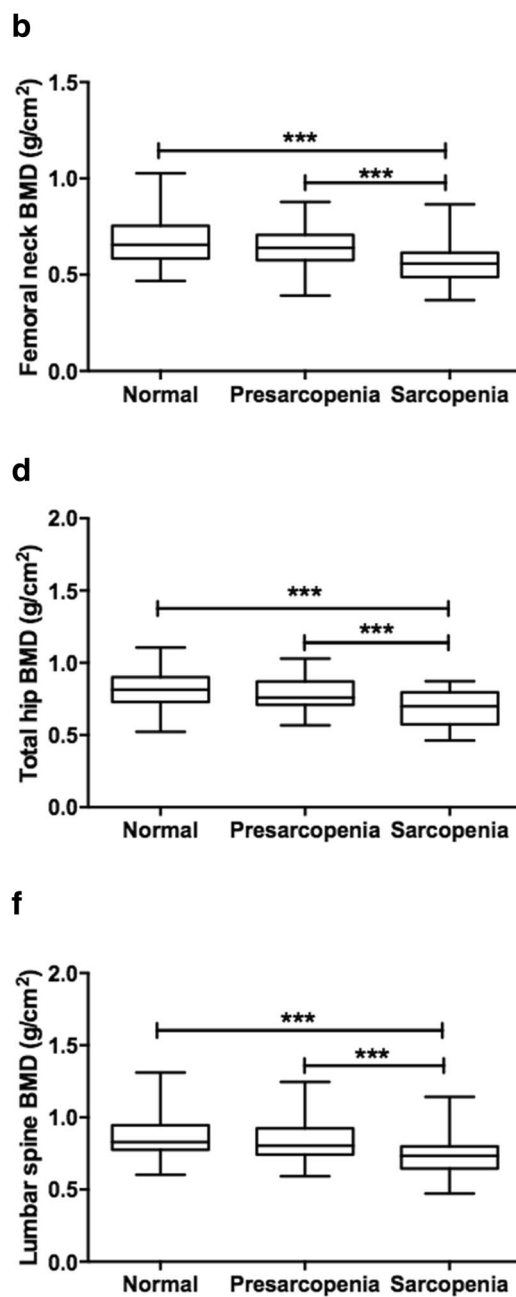 b
Femoral neck BMD (g/cm²)
1.5
1.0
0.5
0.0
***
***
Normal Presarcopenia Sarcopenia
d
Total hip BMD (g/cm²)
2.0
1.5
1.0
0.5
0.0
***
***
Normal Presarcopenia Sarcopenia
f
Lumbar spine BMD (g/cm²)
2.0
1.5
1.0
0.5
0.0
***
***
Normal Presarcopenia Sarcopenia